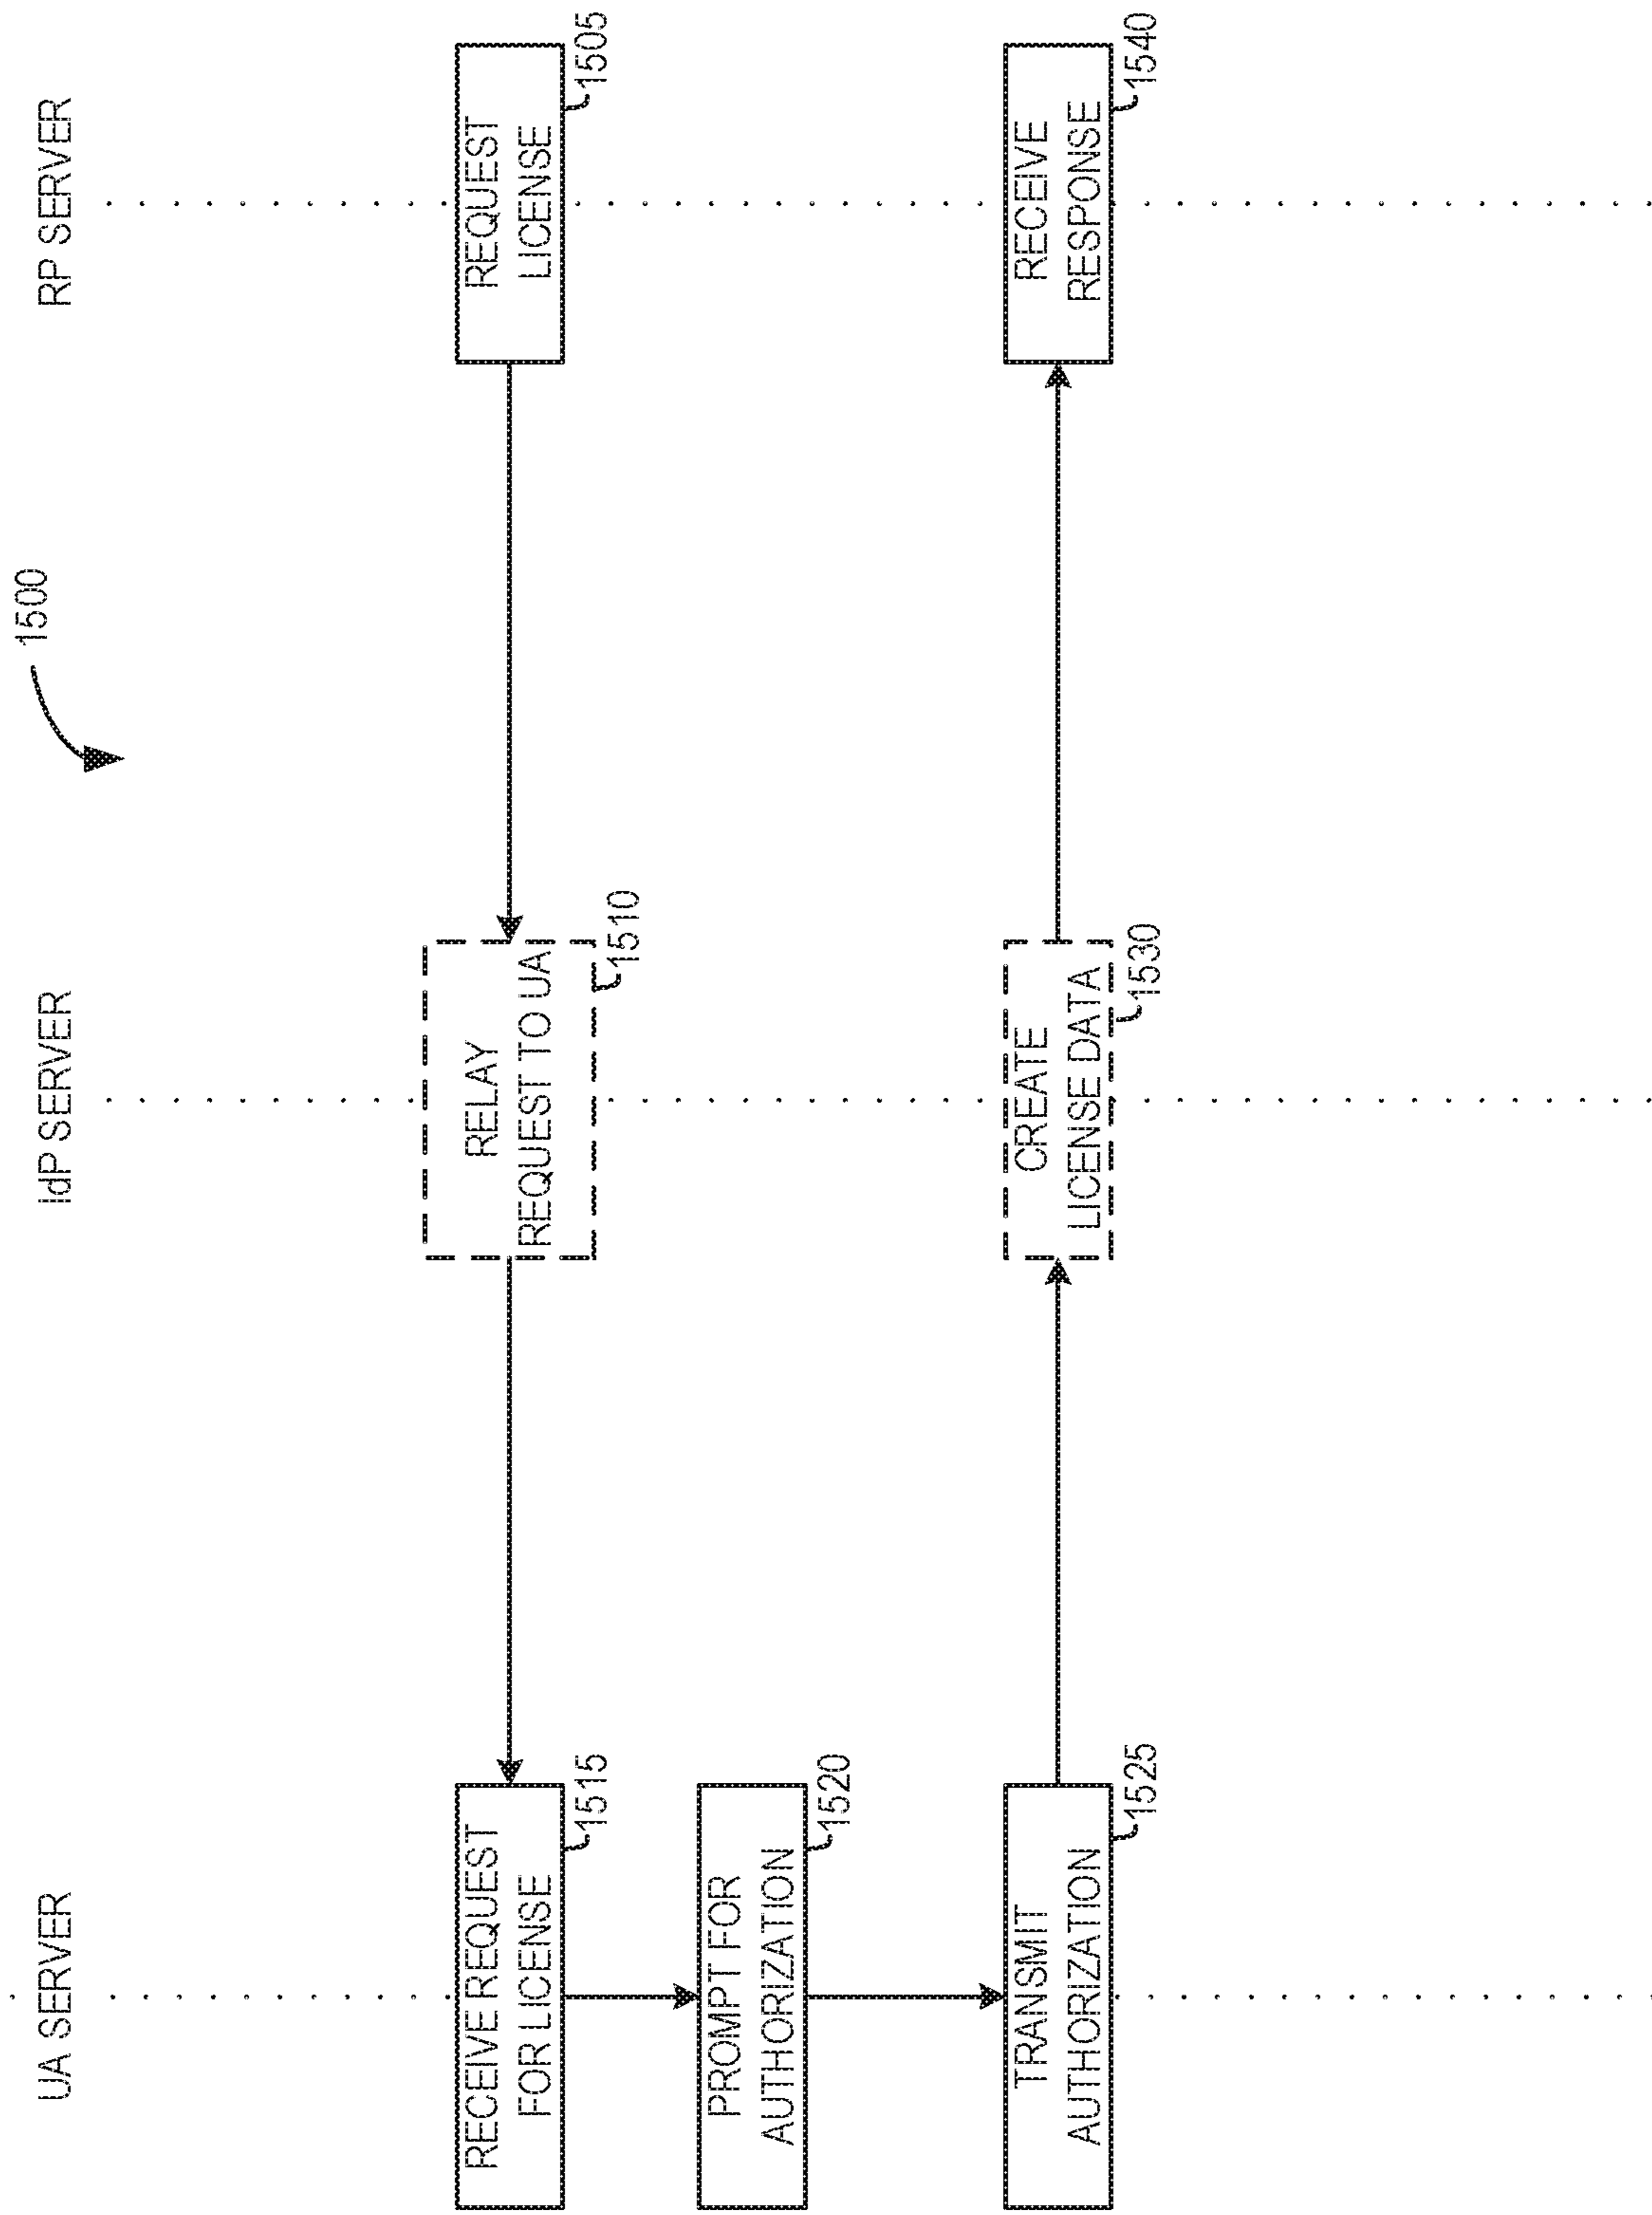 1500
UA SERVER
IdP SERVER
RP SERVER
RECEIVE REQUEST
FOR LICENSE
1515
RELAY
REQUEST TO UA
1510
REQUEST
LICENSE
1505
PROMPT FOR
AUTHORIZATION
1520
TRANSMIT
AUTHORIZATION
1525
CREATE
LICENSE DATA
1530
RECEIVE
RESPONSE
1540